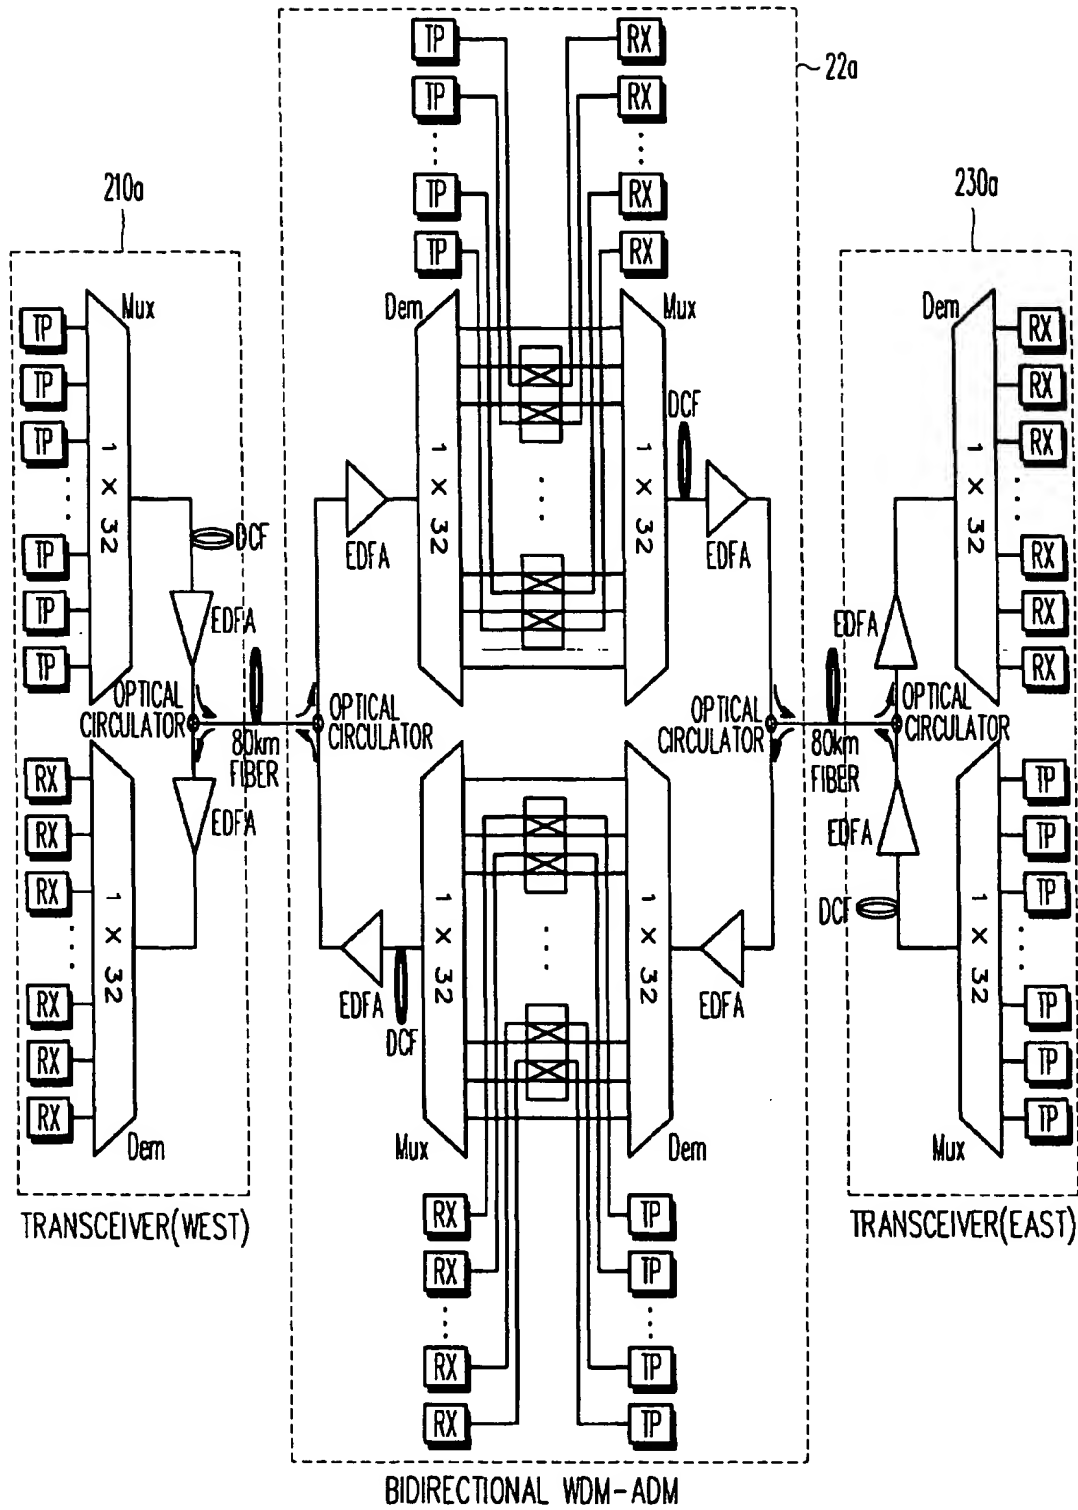 TP
RX
22a
TP
RX
210a
TP
RX
230a
TP
RX
Mux
Dem
Mux
Dem
TP
RX
TP
RX
TP
DCF
RX
1 X 32
1 X 32
1 X 32
1 X 32
DCF
EDFA
EDFA
TP
RX
EDFA
EDFA
TP
RX
TP
RX
OPTICAL
CIRCULATOR
80km
FIBER
OPTICAL
CIRCULATOR
OPTICAL
CIRCULATOR
80km
FIBER
OPTICAL
CIRCULATOR
RX
TP
EDFA
EDFA
RX
TP
RX
TP
1 X 32
1 X 32
1 X 32
1 X 32
DCF
EDFA
DCF
EDFA
RX
TP
RX
TP
RX
TP
Dem
Mux
Dem
Mux
RX
TP
TRANSCEIVER(WEST)
TRANSCEIVER(EAST)
RX
TP
RX
TP
RX
TP
BIDIRECTIONAL WDM-ADM